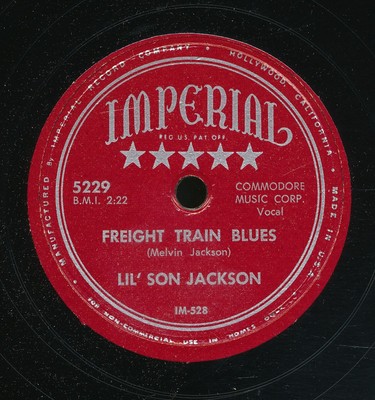 MANUFACTURED By IMPERIAL RECORD COMPANY • HOLLYWOOD, CALIFORNIA • MADE IN U.S.A.
IMPERIAL
REG. U.S. PAT. OFF.
5229
B.M.I. 2:22
COMMODORE
MUSIC CORP.
Vocal
FREIGHT TRAIN BLUES
(Melvin Jackson)
LIL' SON JACKSON
IM-528
FOR NON-COMMERCIAL USE IN HOMES